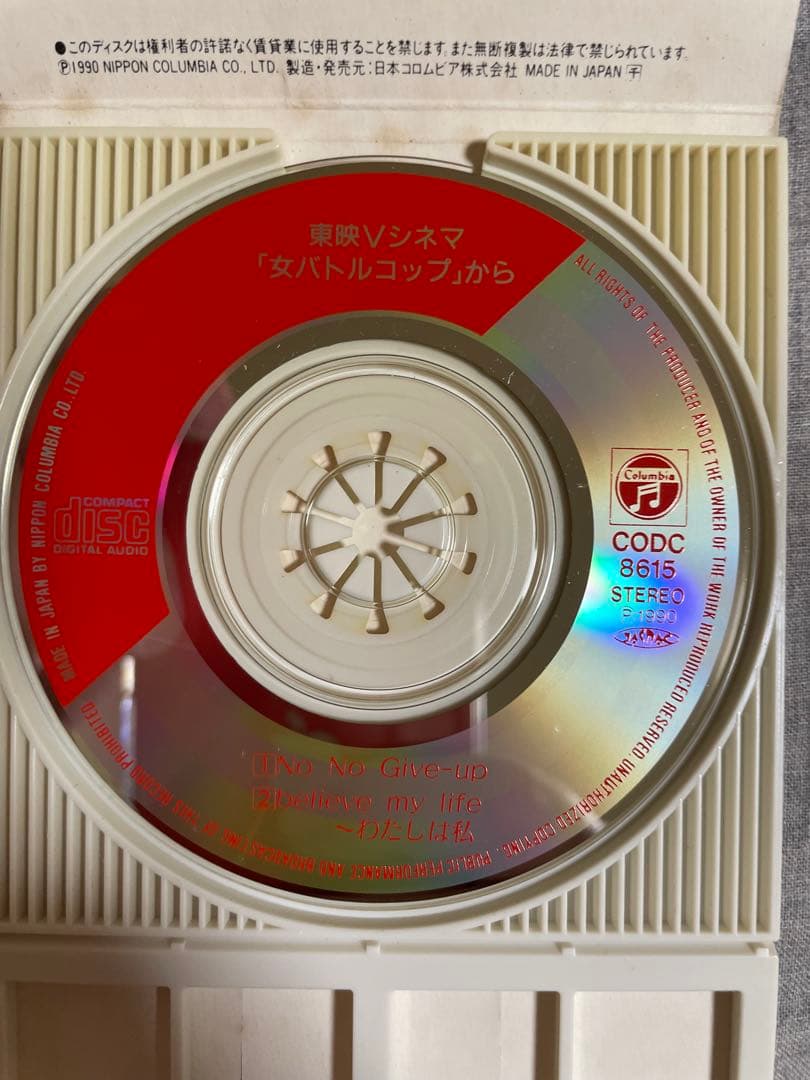 ●このディスクは権利者の許諾なく賃貸業に使用することを禁じます。また無断複製は法律で禁じられています。
℗1990 NIPPON COLUMBIA CO., LTD. 製造・発売元:日本コロムビア株式会社 MADE IN JAPAN
東映Vシネマ
「女バトルコップ」から
ALL RIGHTS OF THE PRODUCER AND OF THE OWNER OF THE WORK REPRODUCED RESERVED UNAUTHORIZED COPYING, PUBLIC PERFORMANCE AND BROADCASTING OF THIS RECORD PROHIBITED
MADE IN JAPAN BY NIPPON COLUMBIA CO., LTD
COMPACT
disc
DIGITAL AUDIO
Columbia
CODC
8615
STEREO
P.1990
JASRAC
1 No No Give-up
2 believe my life
～わたしは私